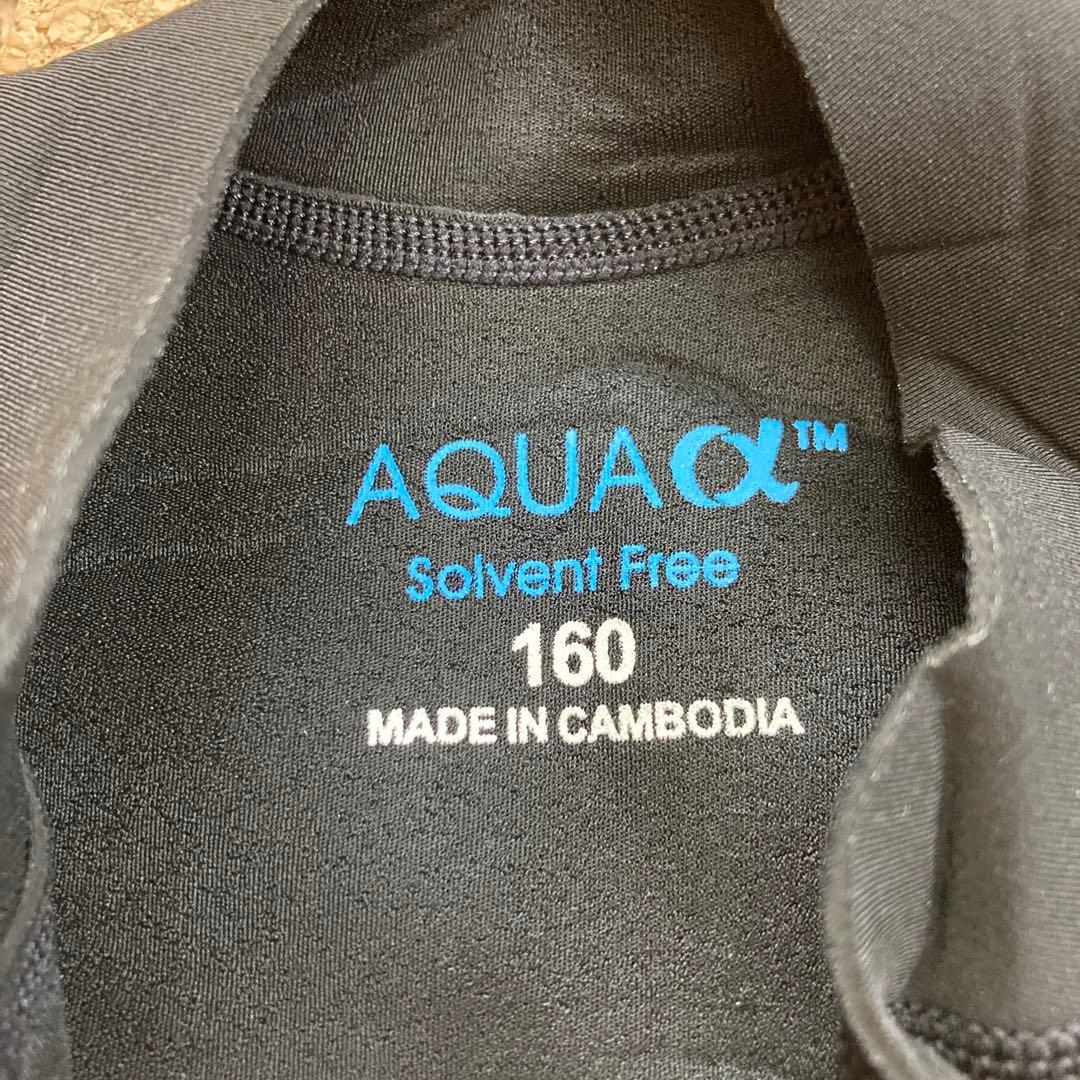 AQUAα™
Solvent Free
160
MADE IN CAMBODIA